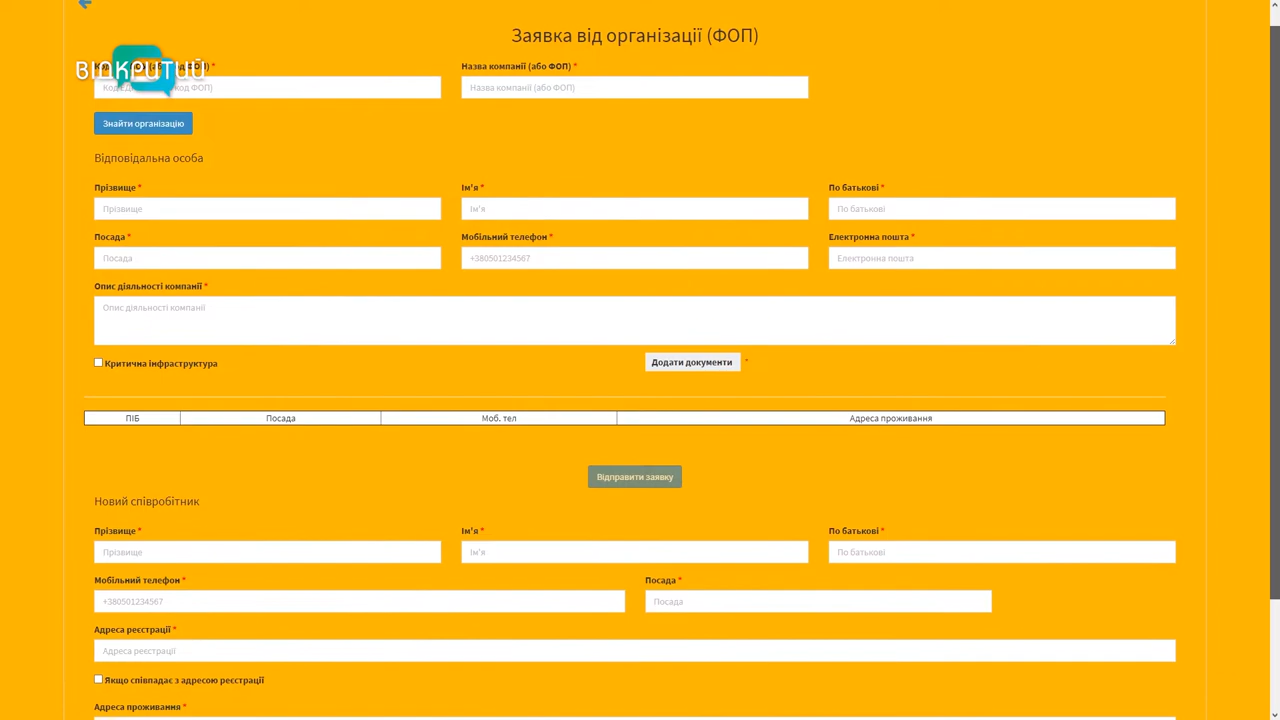 Заявка від організації (ФОП)
ВІДКРИТИЙ
Назва компанії (або ФОП) *
Назва компанії (або ФОП)
Знайти організацію
Відповідальна особа
Прізвище * Ім'я * По батькові *
Прізвище Ім'я По батькові
Посада * Мобільний телефон * Електронна пошта *
Посада +380501234567 Електронна пошта
Опис діяльності компанії *
Опис діяльності компанії
Критична інфраструктура Додати документи *
ПІБ Посада Моб. тел Адреса проживання
Відправити заявку
Новий співробітник
Прізвище * Ім'я * По батькові *
Прізвище Ім'я По батькові
Мобільний телефон * Посада *
+380501234567 Посада
Адреса реєстрації *
Адреса реєстрації
Якщо співпадає з адресою реєстрації
Адреса проживання *